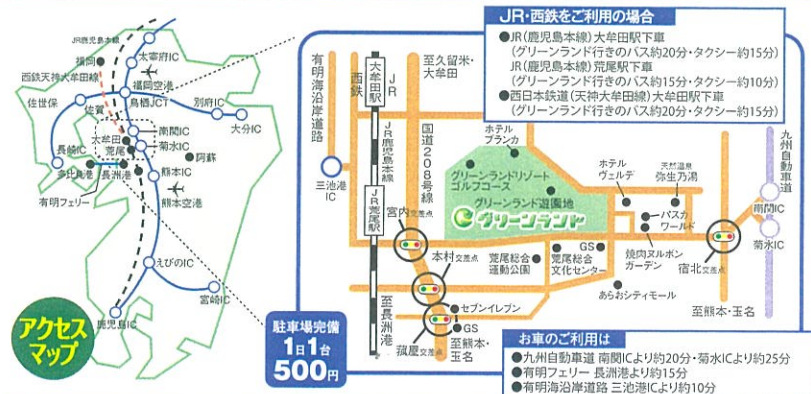 JR・西鉄をご利用の場合
●JR(鹿児島本線)大牟田駅下車
(グリーンランド行きのバス約20分・タクシー約15分)
JR(鹿児島本線)荒尾駅下車
(グリーンランド行きのバス約15分・タクシー約10分)
●西日本鉄道(天神大牟田線)大牟田駅下車
(グリーンランド行きのバス約20分・タクシー約15分)
JR鹿児島本線
福岡
太宰府IC
西鉄天神大牟田線
福岡空港
鳥栖JCT
佐世保
佐賀
別府IC
大分IC
南関IC
菊水IC
大牟田
荒尾
長崎IC
多比良港
長洲港
熊本IC
阿蘇
有明フェリー
熊本空港
えびのIC
宮崎IC
鹿児島IC
アクセス
マップ
有明海沿岸道路
西鉄
大牟田駅
JR
至久留米・
大牟田
JR鹿児島本線
国道208号線
三池港
IC
JR荒尾駅
ホテル
ブランカ
グリーンランドリゾート
ゴルフコース
グリーンランド遊園地
グリーンランド
ホテル
ヴェルデ
天然温泉
弥生乃湯
パスカ
ワールド
九州自動車道
南関IC
菊水IC
宮内交差点
本村交差点
荒尾総合
運動公園
GS
荒尾総合
文化センター
焼肉ヌルボン
ガーデン
宿北交差点
あらおシティモール
至熊本・玉名
至長洲港
セブンイレブン
GS
菰屋交差点
至熊本・
玉名
駐車場完備
1日1台
500円
お車のご利用は
●九州自動車道 南関ICより約20分・菊水ICより約25分
●有明フェリー 長洲港より約15分
●有明海沿岸道路 三池港ICより約10分